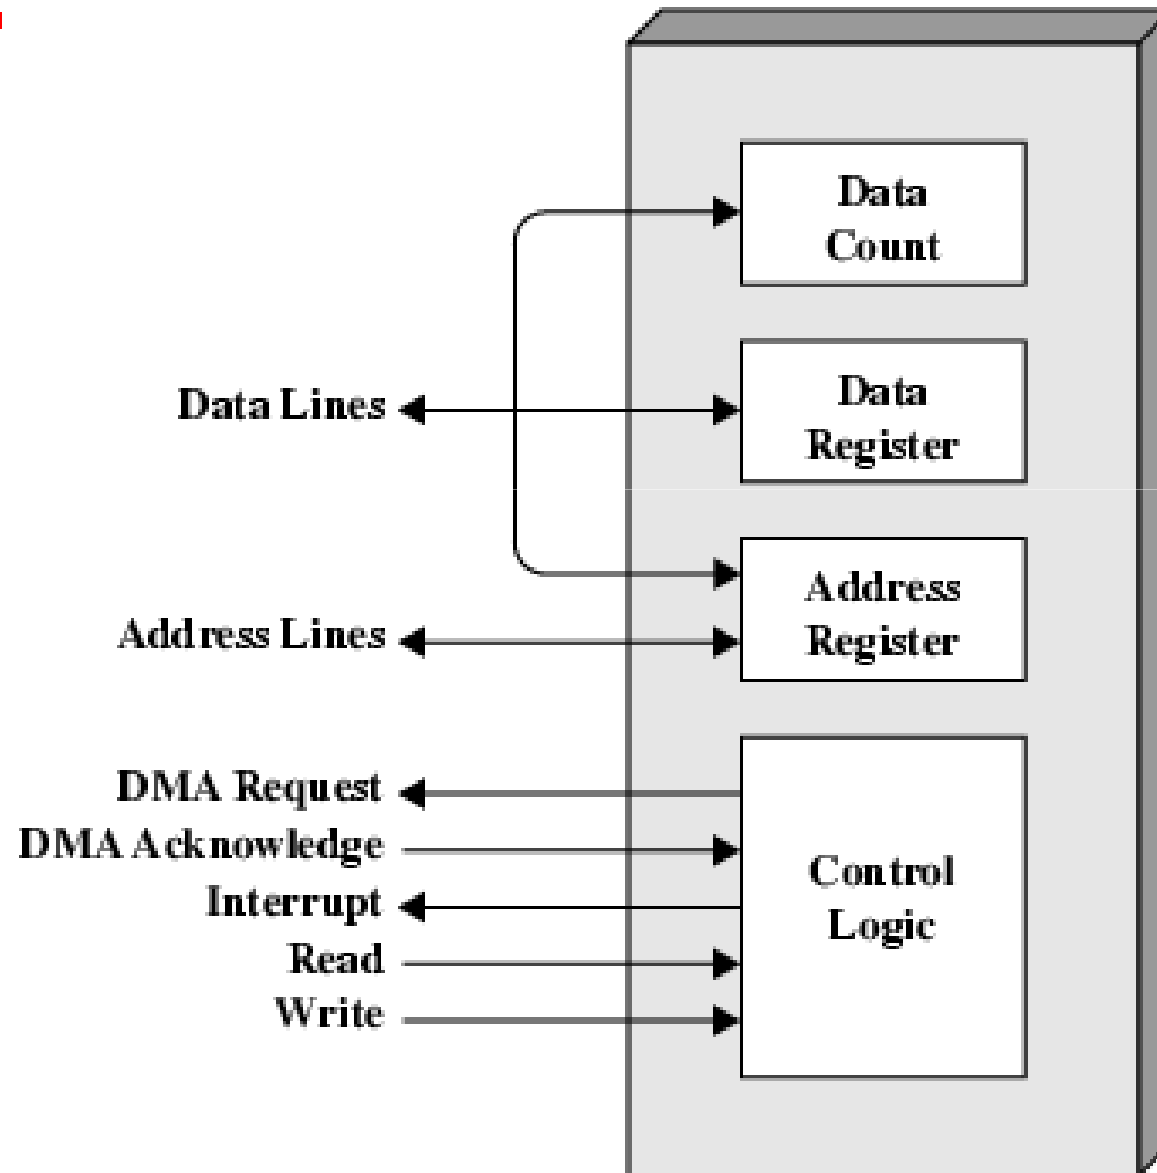 Data
Count
Data Lines
Data
Register
Address
Register
Address Lines
DMA Request
DMA Acknowledge
Interrupt
Read
Write
Control
Logic